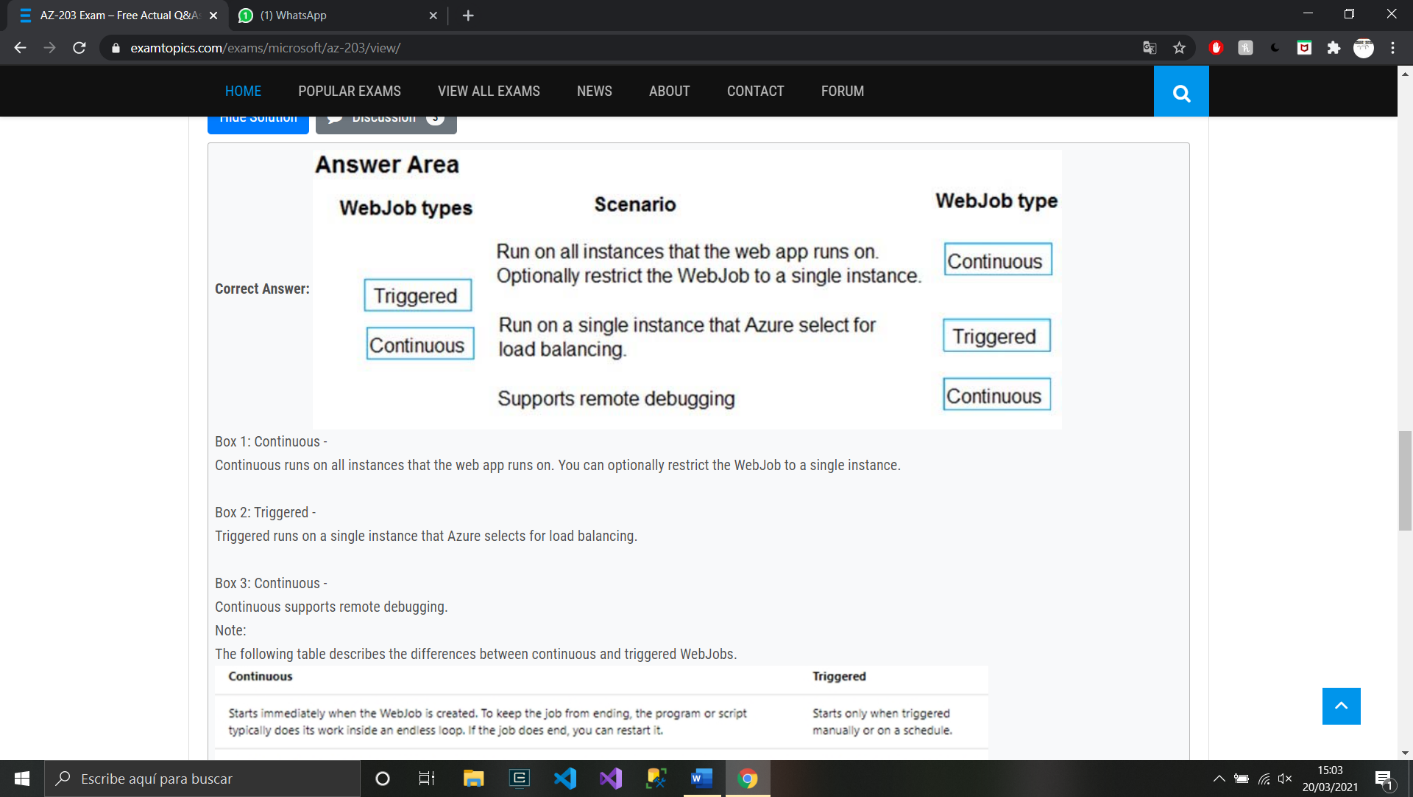 AZ-203 Exam – Free Actual Q&As
(1) WhatsApp
examtopics.com/exams/microsoft/az-203/view/
HOME POPULAR EXAMS VIEW ALL EXAMS NEWS ABOUT CONTACT FORUM
Hide Solution Discussion 3
Answer Area
WebJob types Scenario WebJob type
Run on all instances that the web app runs on.
Optionally restrict the WebJob to a single instance.
Continuous
Correct Answer:
Triggered
Run on a single instance that Azure select for
load balancing.
Triggered
Continuous
Supports remote debugging
Continuous
Box 1: Continuous -
Continuous runs on all instances that the web app runs on. You can optionally restrict the WebJob to a single instance.
Box 2: Triggered -
Triggered runs on a single instance that Azure selects for load balancing.
Box 3: Continuous -
Continuous supports remote debugging.
Note:
The following table describes the differences between continuous and triggered WebJobs.
Continuous Triggered
Starts immediately when the WebJob is created. To keep the job from ending, the program or script
typically does its work inside an endless loop. If the job does end, you can restart it.
Starts only when triggered
manually or on a schedule.
Escribe aquí para buscar
15:03
20/03/2021
1